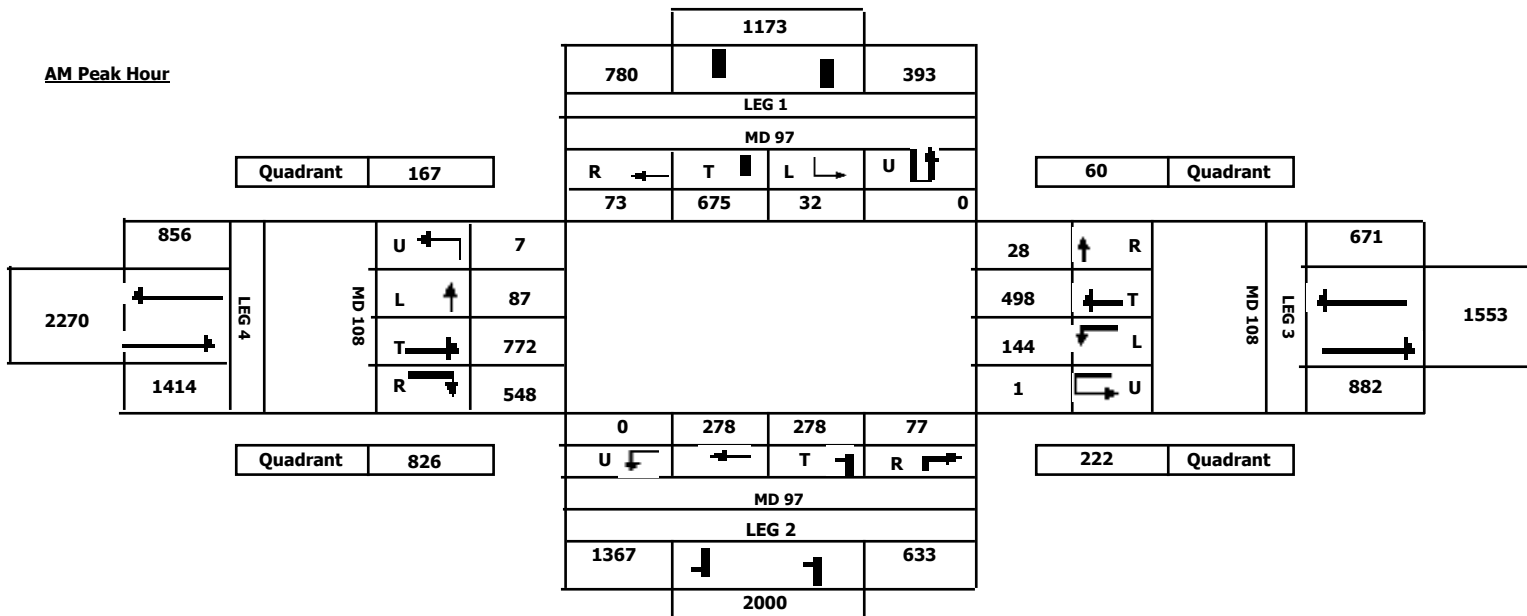 1173
AM Peak Hour
780 393
LEG 1
MD 97
Quadrant 167
R T L U
60 Quadrant
73 675 32 0
856
U 7
28 R
671
2270
LEG 4
MD 108
L 87
498 T
MD 108
LEG 3
1553
T 772
144 L
1414
R 548
1 U
882
0 278 278 77
Quadrant 826
U T R
222 Quadrant
MD 97
LEG 2
1367 633
2000